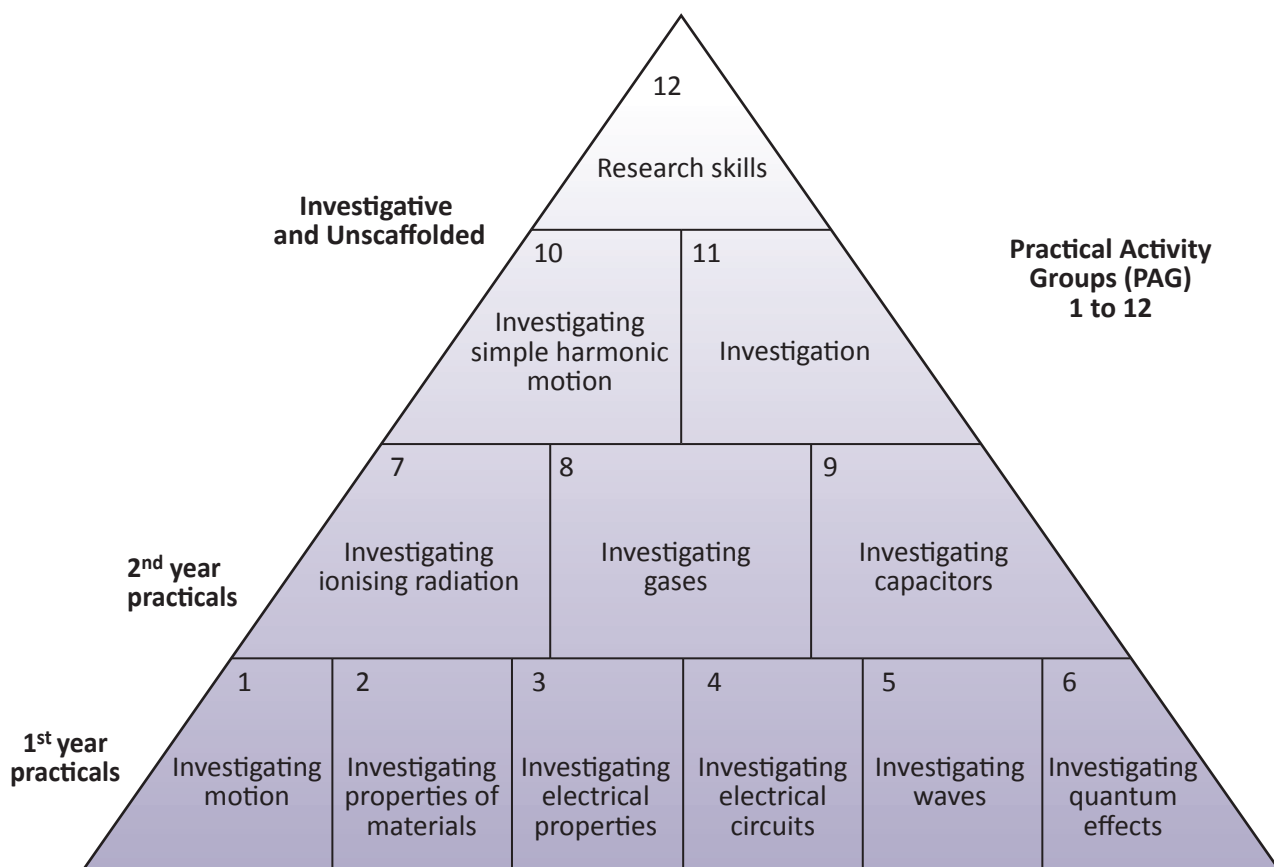 12
Research skills
Investigative
and Unscaffolded
Practical Activity
Groups (PAG)
1 to 12
10
Investigating
simple harmonic
motion
11
Investigation
2nd year
practicals
7
Investigating
ionising radiation
8
Investigating
gases
9
Investigating
capacitors
1st year
practicals
1
Investigating
motion
2
Investigating
properties of
materials
3
Investigating
electrical
properties
4
Investigating
electrical
circuits
5
Investigating
waves
6
Investigating
quantum
effects